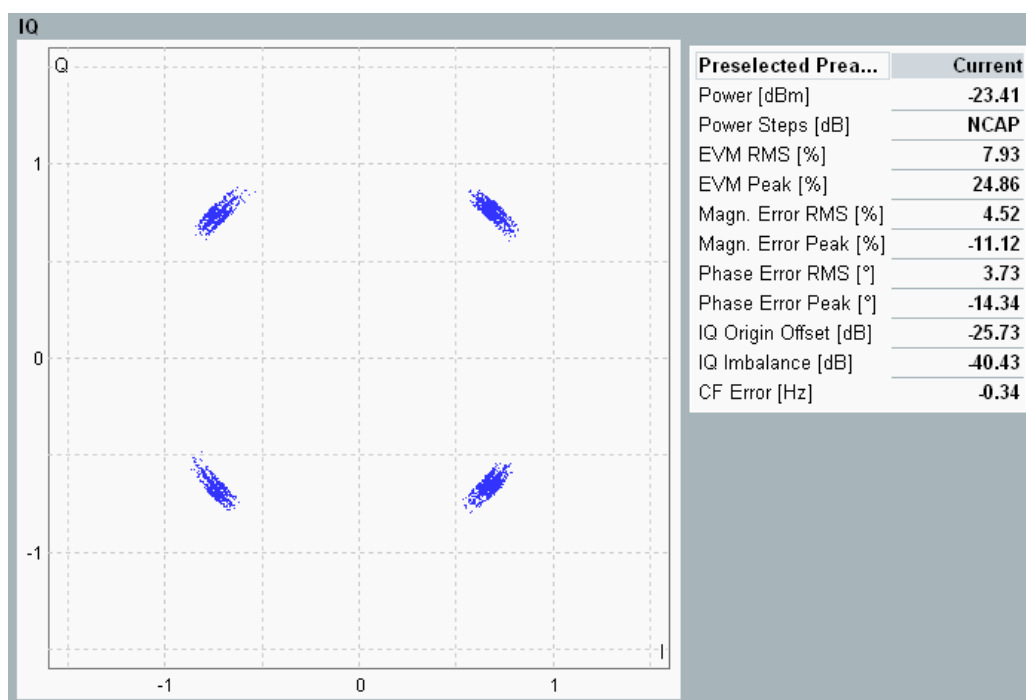 IQ
Q
1
0
-1
-1 0 1
I
Preselected Prea... Current
Power [dBm] -23.41
Power Steps [dB] NCAP
EVM RMS [%] 7.93
EVM Peak [%] 24.86
Magn. Error RMS [%] 4.52
Magn. Error Peak [%] -11.12
Phase Error RMS [°] 3.73
Phase Error Peak [°] -14.34
IQ Origin Offset [dB] -25.73
IQ Imbalance [dB] -40.43
CF Error [Hz] -0.34